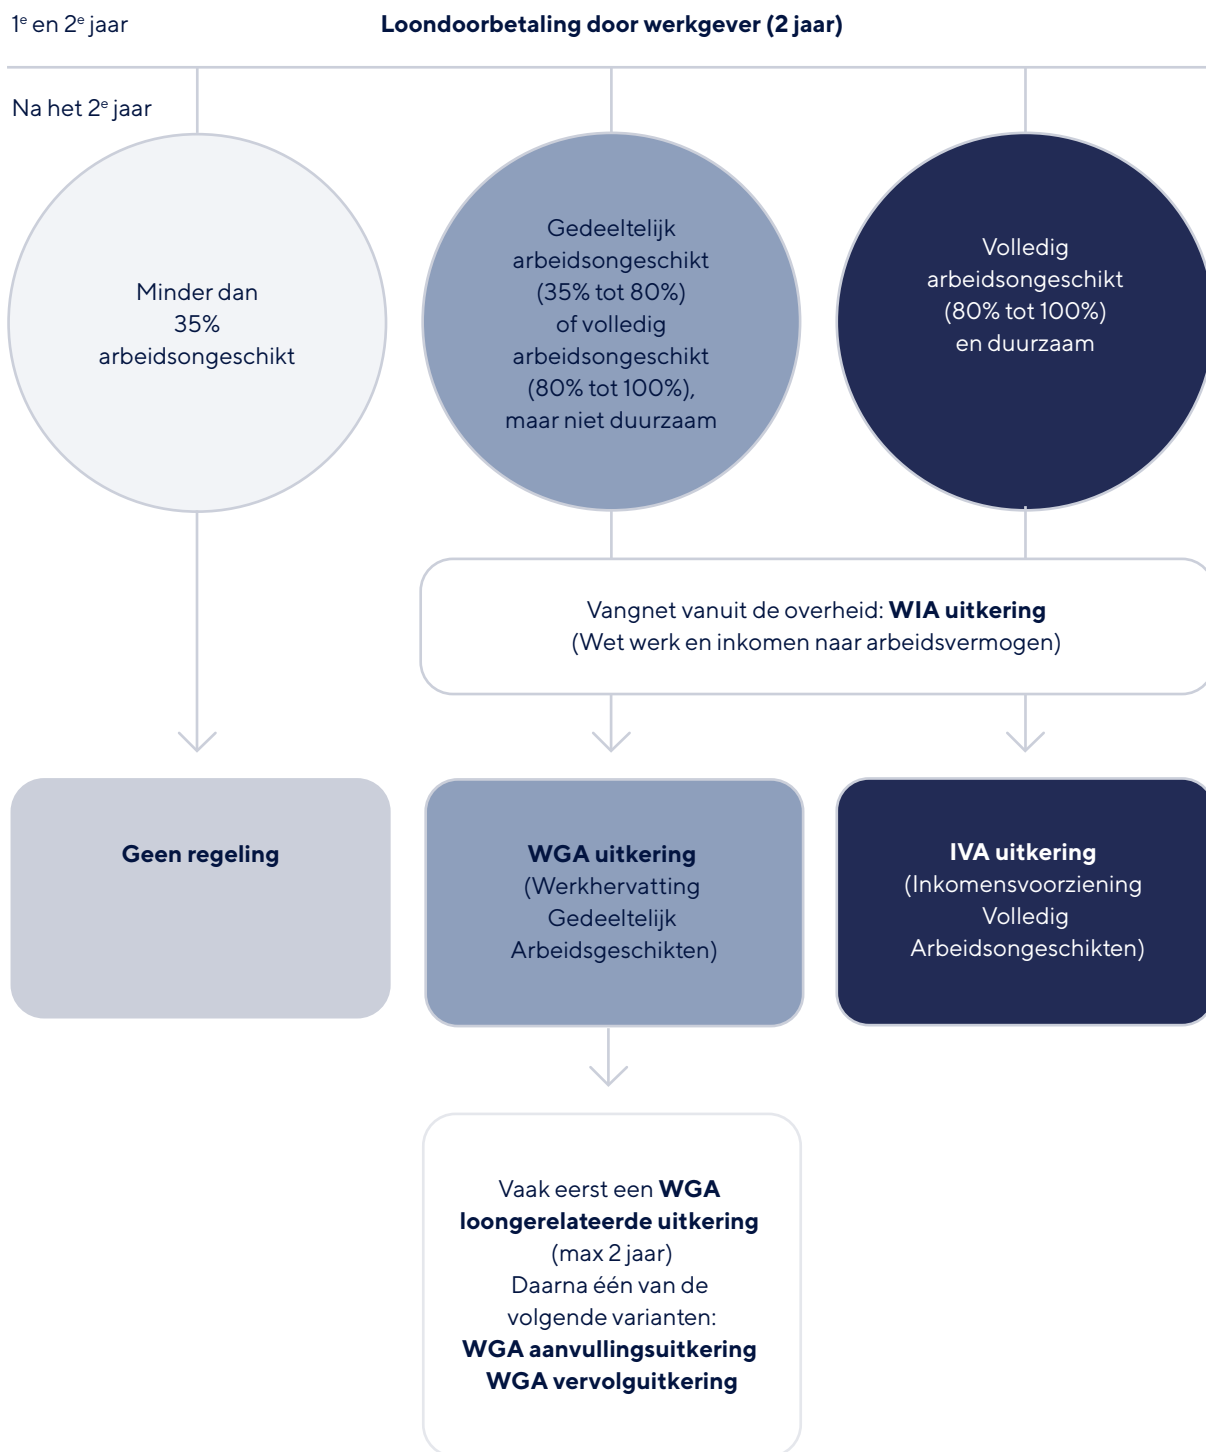 1e en 2e jaar
Loondoorbetaling door werkgever (2 jaar)
Na het 2e jaar
Minder dan
35%
arbeidsongeschikt
Gedeeltelijk
arbeidsongeschikt
(35% tot 80%)
of volledig
arbeidsongeschikt
(80% tot 100%),
maar niet duurzaam
Volledig
arbeidsongeschikt
(80% tot 100%)
en duurzaam
Vangnet vanuit de overheid: WIA uitkering
(Wet werk en inkomen naar arbeidsvermogen)
Geen regeling
WGA uitkering
(Werkhervatting
Gedeeltelijk
Arbeidsgeschikten)
IVA uitkering
(Inkomensvoorziening
Volledig
Arbeidsongeschikten)
Vaak eerst een WGA
loongerelateerde uitkering
(max 2 jaar)
Daarna één van de
volgende varianten:
WGA aanvullingsuitkering
WGA vervolguitkering